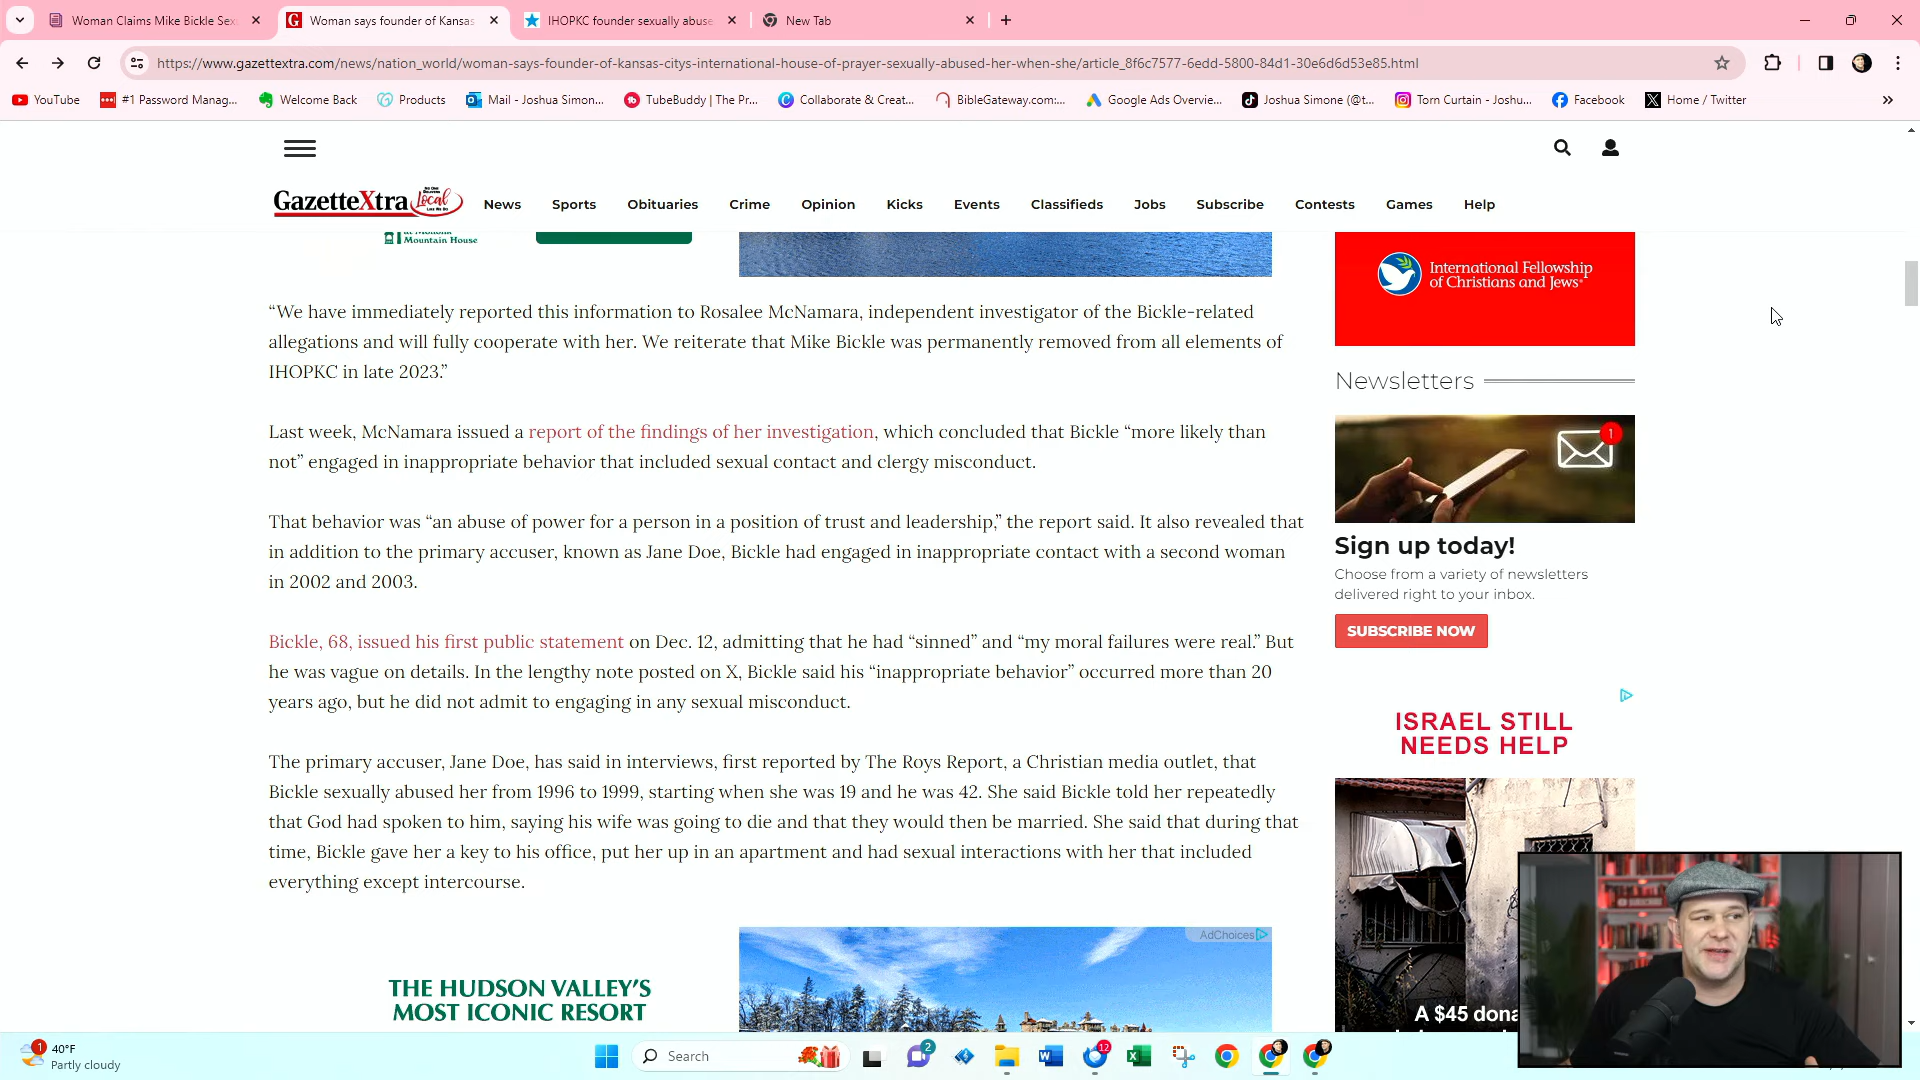 Woman Claims Mike Bickle Sex
Woman says founder of Kansas
IHOPKC founder sexually abuse
New Tab
https://www.gazettextra.com/news/nation_world/woman-says-founder-of-kansas-citys-international-house-of-prayer-sexually-abused-her-when-she/article_8f6c7577-6edd-5800-84d1-30e6d6d53e85.html
YouTube
#1 Password Manag...
Welcome Back
Products
Mail - Joshua Simon...
TubeBuddy | The Pr...
Collaborate & Creat...
BibleGateway.com:...
Google Ads Overvie...
Joshua Simone (@t...
Torn Curtain - Joshu...
Facebook
Home / Twitter
GazetteXtra Local
News Sports Obituaries Crime Opinion Kicks Events Classifieds Jobs Subscribe Contests Games Help
Mountain House
International Fellowship
of Christians and Jews
“We have immediately reported this information to Rosalee McNamara, independent investigator of the Bickle-related
allegations and will fully cooperate with her. We reiterate that Mike Bickle was permanently removed from all elements of
IHOPKC in late 2023.”
Last week, McNamara issued a report of the findings of her investigation, which concluded that Bickle “more likely than
not” engaged in inappropriate behavior that included sexual contact and clergy misconduct.
That behavior was “an abuse of power for a person in a position of trust and leadership,” the report said. It also revealed that
in addition to the primary accuser, known as Jane Doe, Bickle had engaged in inappropriate contact with a second woman
in 2002 and 2003.
Bickle, 68, issued his first public statement on Dec. 12, admitting that he had “sinned” and “my moral failures were real.” But
he was vague on details. In the lengthy note posted on X, Bickle said his “inappropriate behavior” occurred more than 20
years ago, but he did not admit to engaging in any sexual misconduct.
The primary accuser, Jane Doe, has said in interviews, first reported by The Roys Report, a Christian media outlet, that
Bickle sexually abused her from 1996 to 1999, starting when she was 19 and he was 42. She said Bickle told her repeatedly
that God had spoken to him, saying his wife was going to die and that they would then be married. She said that during that
time, Bickle gave her a key to his office, put her up in an apartment and had sexual interactions with her that included
everything except intercourse.
Newsletters
1
Sign up today!
Choose from a variety of newsletters
delivered right to your inbox.
SUBSCRIBE NOW
ISRAEL STILL
NEEDS HELP
A $45 dona
AdChoices
THE HUDSON VALLEY’S
MOST ICONIC RESORT
1
40°F
Partly cloudy
Search
2
12